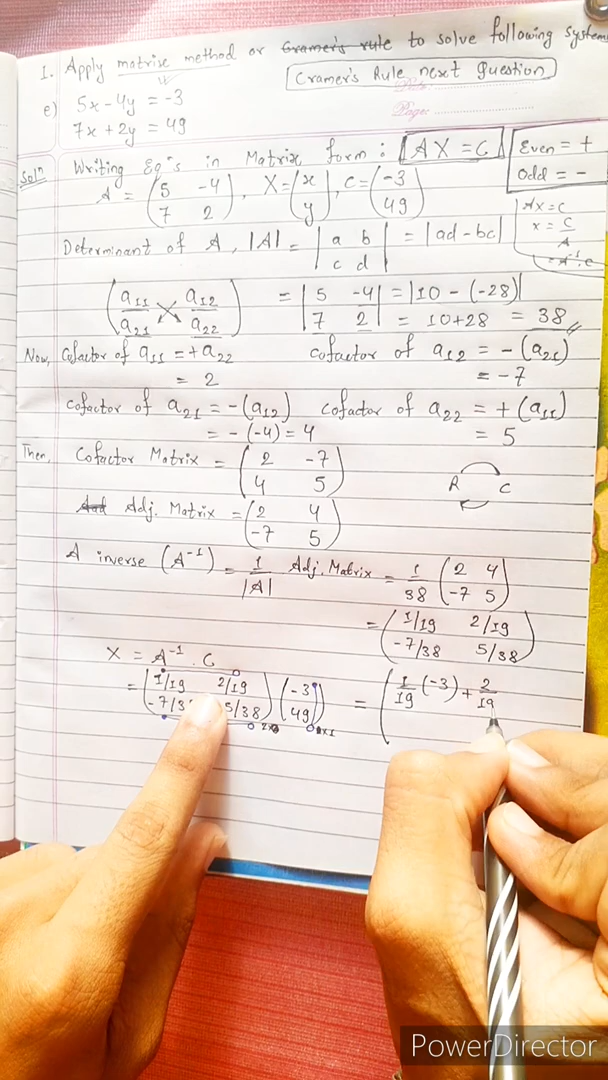 1. Apply matrix method or Cramer's rule to solve following system
Cramer's Rule next Question
Page:
e) 5x - 4y = -3
7x + 2y = 49
Soln Writing Eqns in Matrix form : AX = C
Even = +
Odd = -
A = (5 -4 7 2), X = (x y), C = (-3 49)
AX = C
x = C/A
= A⁻¹.C
Determinant of A, |A| = |a b c d| = |ad - bc|
(a11 a12 a21 a22) = |5 -4 7 2| = |10 - (-28)|
= 10+28 = 38
Now, Cofactor of a11 = +a22 cofactor of a12 = -(a21)
= 2 = -7
cofactor of a21 = -(a12) cofactor of a22 = +(a11)
= -(-4) = 4 = 5
Then, Cofactor Matrix = (2 -7 4 5)
R C
Adj. Matrix = (2 4 -7 5)
A inverse (A⁻¹) = 1/|A| Adj. Matrix = 1/38 (2 4 -7 5)
= (1/19 2/19 -7/38 5/38)
X = A⁻¹ . C
= (1/19 2/19 5/38) (-3 49) = (1/19 (-3) + 2/19
PowerDirector